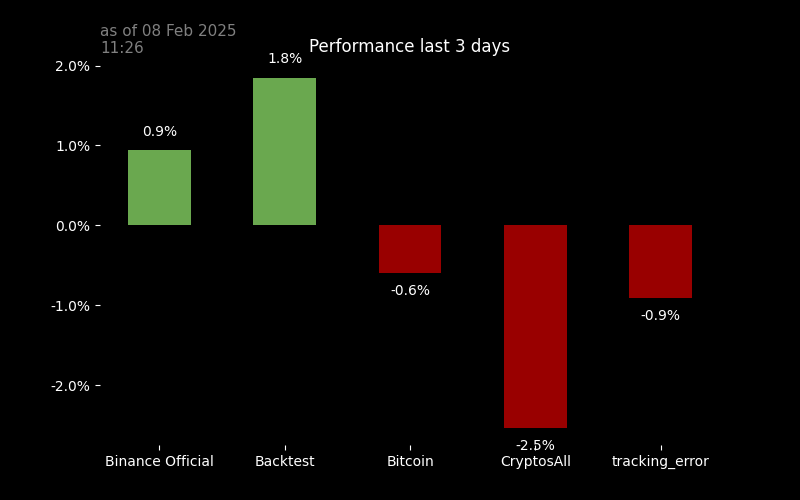 as of 08 Feb 2025
11:26
Performance last 3 days
2.0%
1.0%
0.0%
-1.0%
-2.0%
0.9%
1.8%
-0.6%
-2.5%
-0.9%
Binance Official
Backtest
Bitcoin
CryptosAll
tracking_error